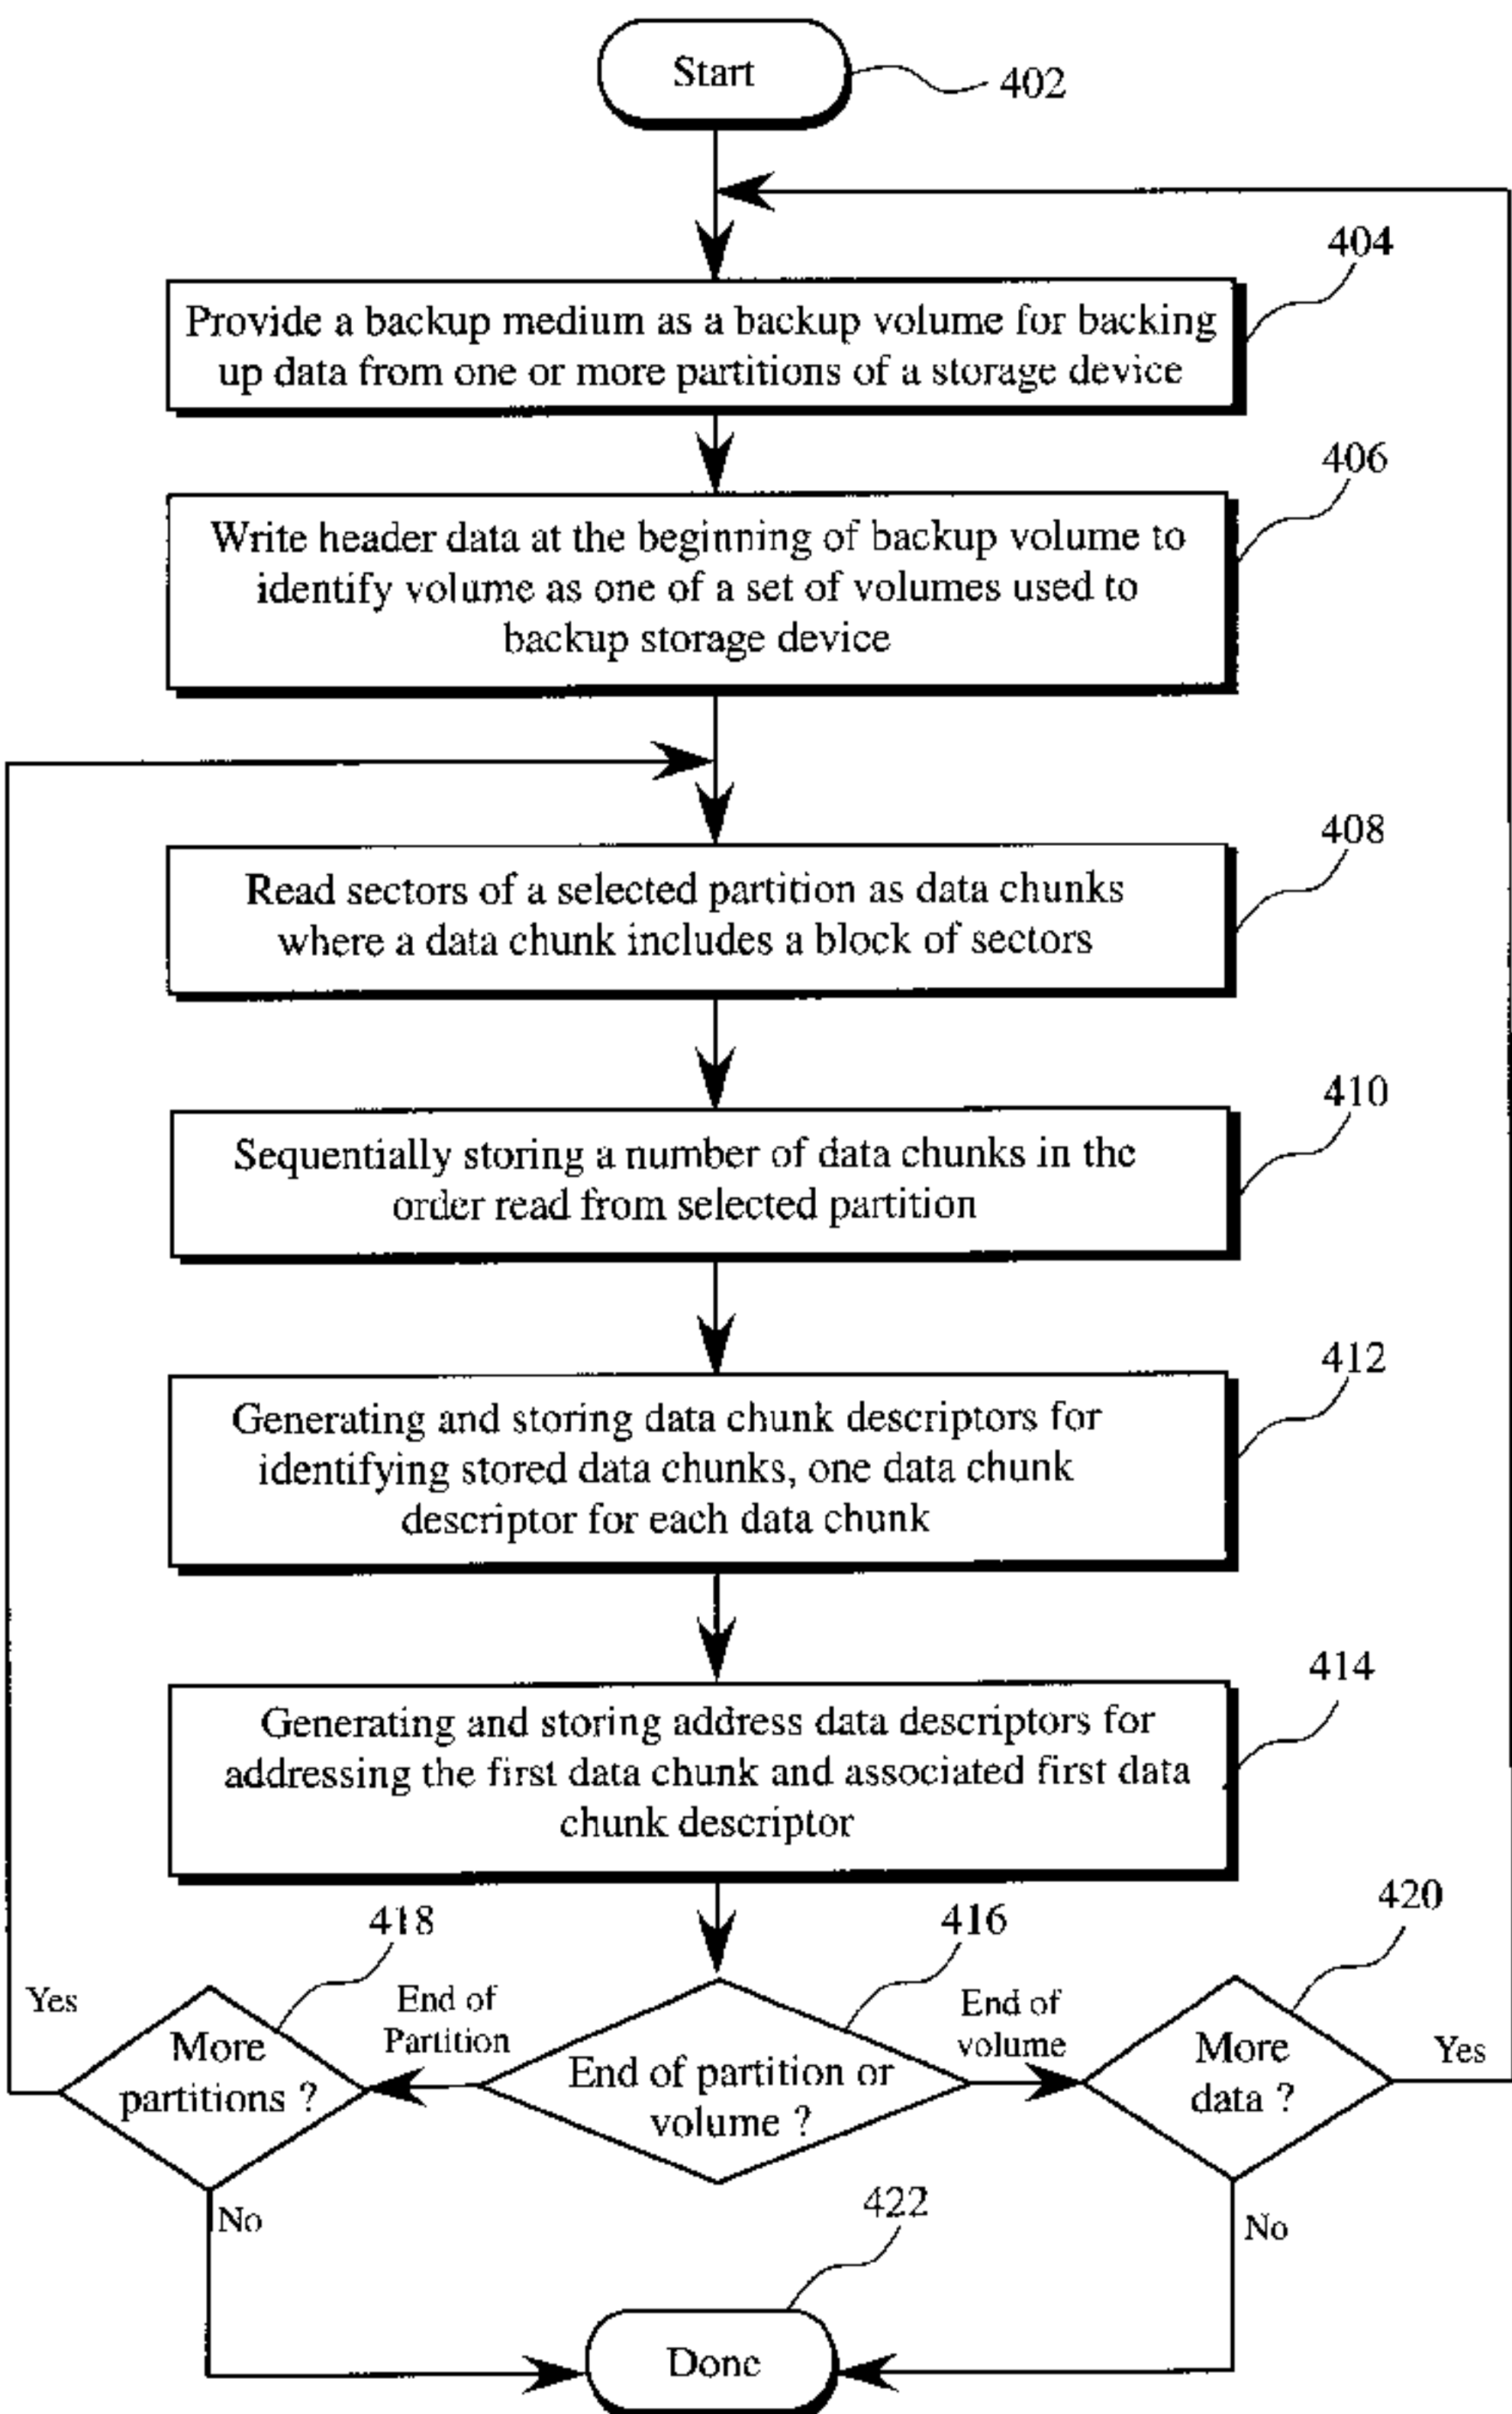 Start
402
404
Provide a backup medium as a backup volume for backing
up data from one or more partitions of a storage device
406
Write header data at the beginning of backup volume to
identify volume as one of a set of volumes used to
backup storage device
408
Read sectors of a selected partition as data chunks
where a data chunk includes a block of sectors
410
Sequentially storing a number of data chunks in the
order read from selected partition
412
Generating and storing data chunk descriptors for
identifying stored data chunks, one data chunk
descriptor for each data chunk
414
Generating and storing address data descriptors for
addressing the first data chunk and associated first data
chunk descriptor
418
416
420
Yes
More
partitions ?
End of
Partition
End of partition or
volume ?
End of
volume
More
data ?
Yes
No
422
No
Done